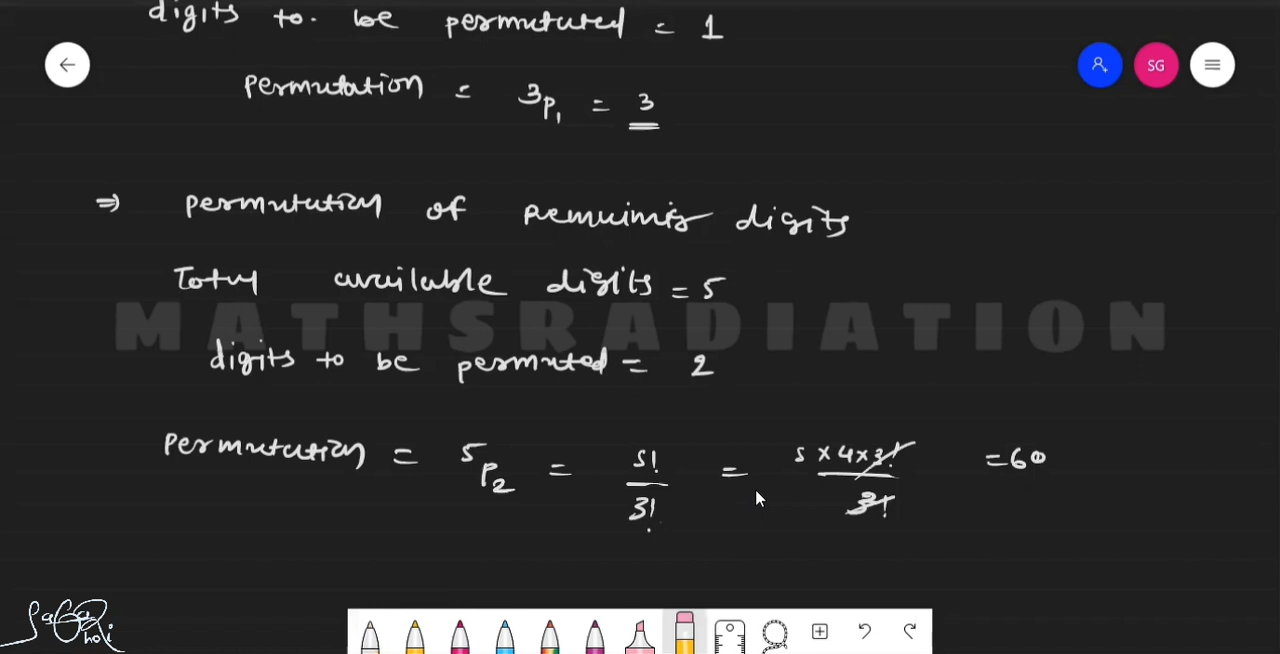 digits to be permutated = 1
SG
Permutation = 3P1 = 3
⇒ Permutation of remaining digits
Total available digits = 5
MATHSRADIATION
digits to be permuted = 2
Permutation = 5P2 = 5!/3! = 5 x 4 x 3!/3! = 60